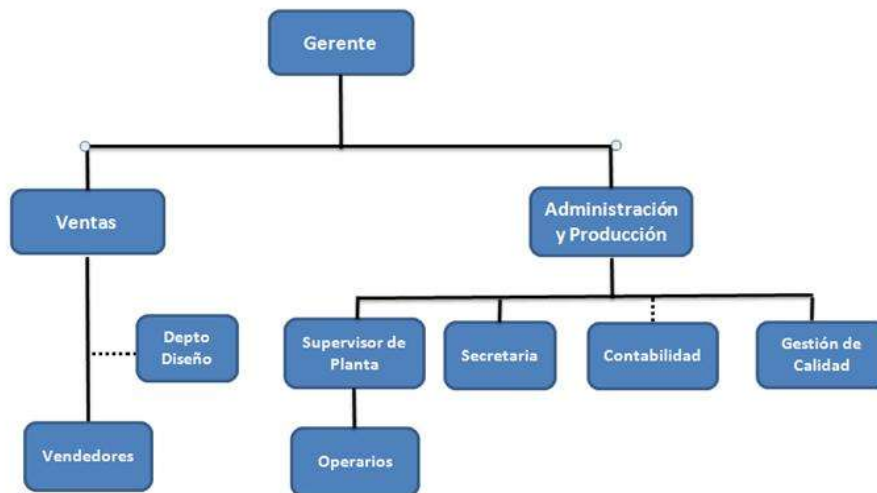 Gerente
Ventas
Administración
y Producción
Depto
Diseño
Supervisor de
Planta
Secretaria
Contabilidad
Gestión de
Calidad
Vendedores
Operarios